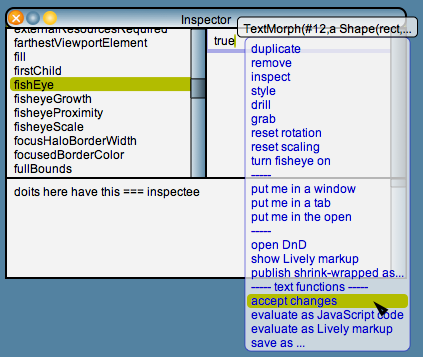 Inspector
TextMorph(#12,a Shape(rect,...
externalResourcesRequired
farthestViewportElement
fill
firstChild
fishEye
fisheyeGrowth
fisheyeProximity
fisheyeScale
focusHaloBorderWidth
focusedBorderColor
fullBounds
true
doits here have this === inspectee
duplicate
remove
inspect
style
drill
grab
reset rotation
reset scaling
turn fisheye on
-----
put me in a window
put me in a tab
put me in the open
-----
open DnD
show Lively markup
publish shrink-wrapped as...
----- text functions -----
accept changes
evaluate as JavaScript code
evaluate as Lively markup
save as ...